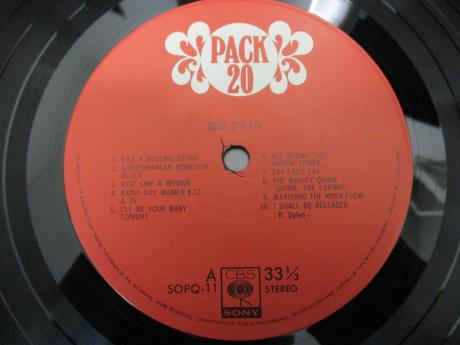 PACK
20
BOB DYLAN
1. LIKE A ROLLING STONE
2. SUBTERRANEAN HOMESICK
BLUES
3. JUST LIKE A WOMAN
4. RAINY DAY WOMEN #12
& 35
5. I'LL BE YOUR BABY
TONIGHT
6. ALL ALONG THE
WATCH TOWER
7. LAY LADY LAY
8. THE MIGHTY QUINN
(QUINN, THE ESKIMO)
9. WATCHING THE RIVER FLOW
10. I SHALL BE RELEASED
- B. Dylan -
A
SOPQ-11
CBS
SONY
33 1/3
STEREO